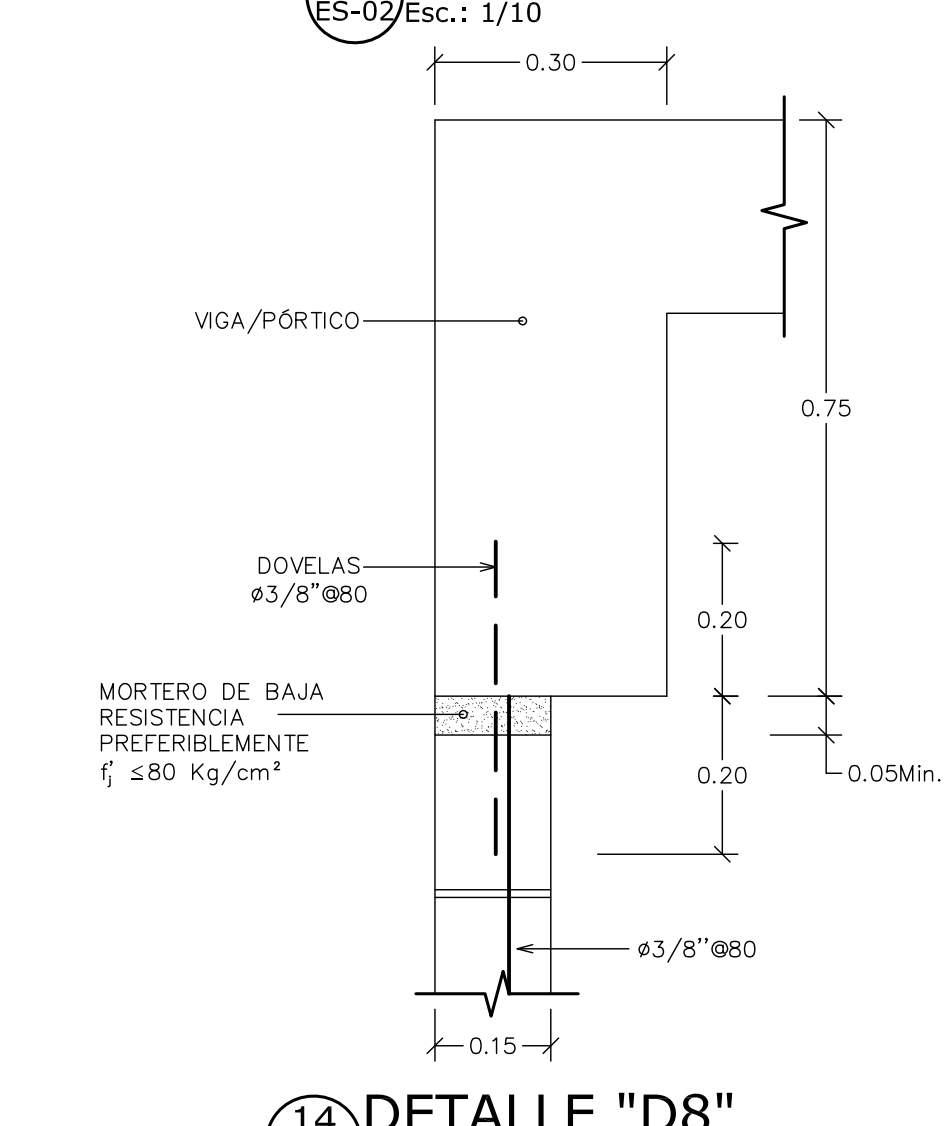 ES-02 Esc.: 1/10
0.30
VIGA/PÓRTICO
0.75
DOVELAS
ø3/8"@80
0.20
MORTERO DE BAJA
RESISTENCIA
PREFERIBLEMENTE
f'j ≤80 Kg/cm²
0.20
0.05Min.
ø3/8''@80
0.15
14 DETALLE "D8"